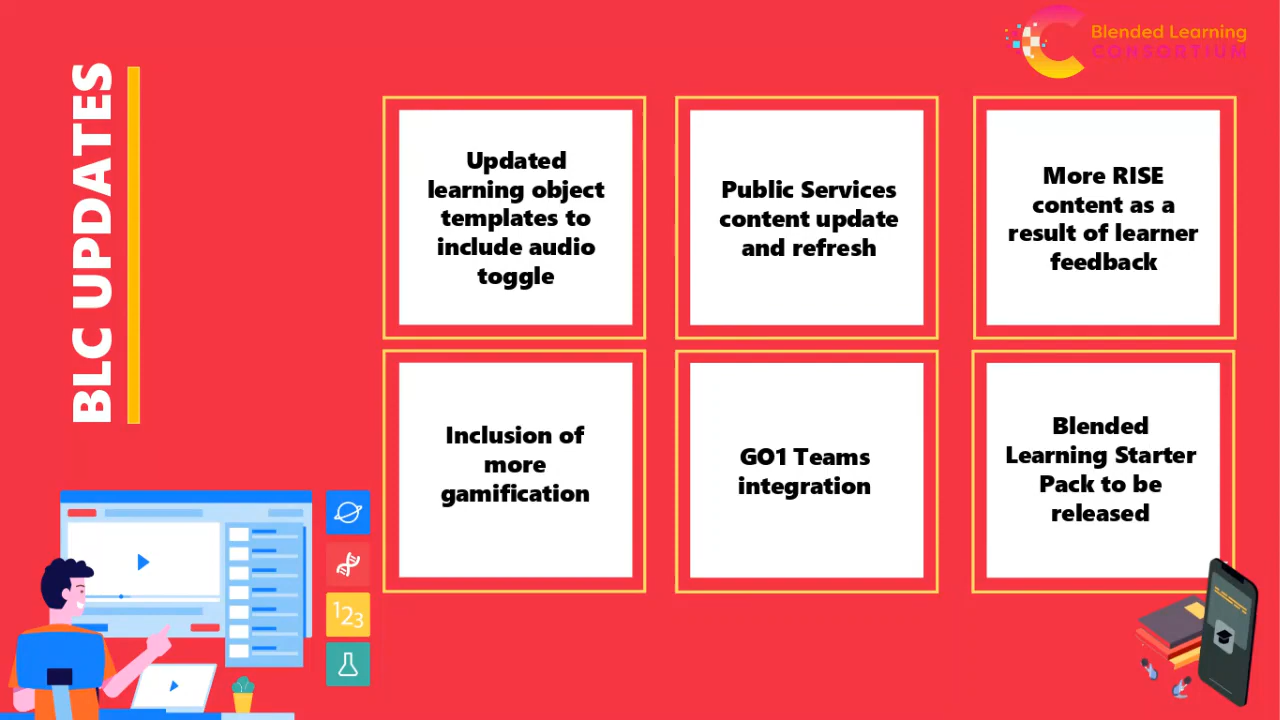 Blended Learning
CONSORTIUM
BLC UPDATES
Updated
learning object
templates to
include audio
toggle
Public Services
content update
and refresh
More RISE
content as a
result of learner
feedback
Inclusion of
more
gamification
GO1 Teams
integration
Blended
Learning Starter
Pack to be
released
123